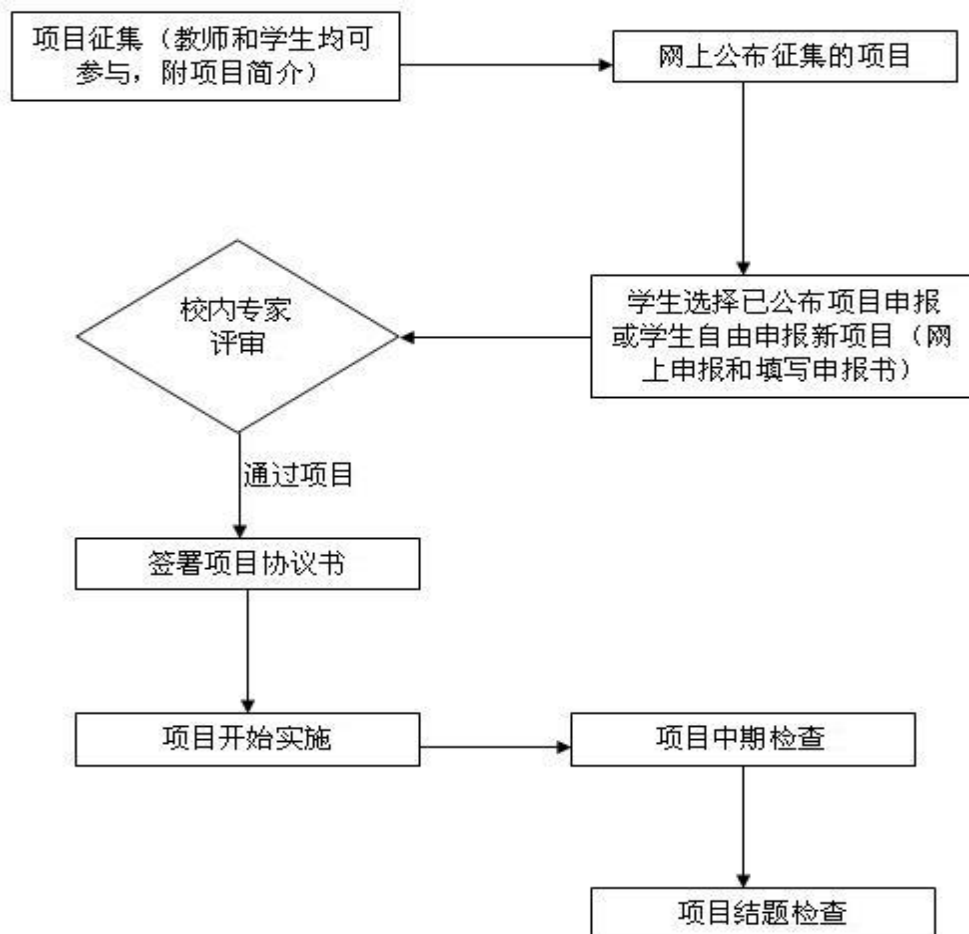 项目征集（教师和学生均可
参与，附项目简介）
网上公布征集的项目
学生选择已公布项目申报
或学生自由申报新项目（网
上申报和填写申报书）
校内专家
评审
通过项目
签署项目协议书
项目开始实施
项目中期检查
项目结题检查